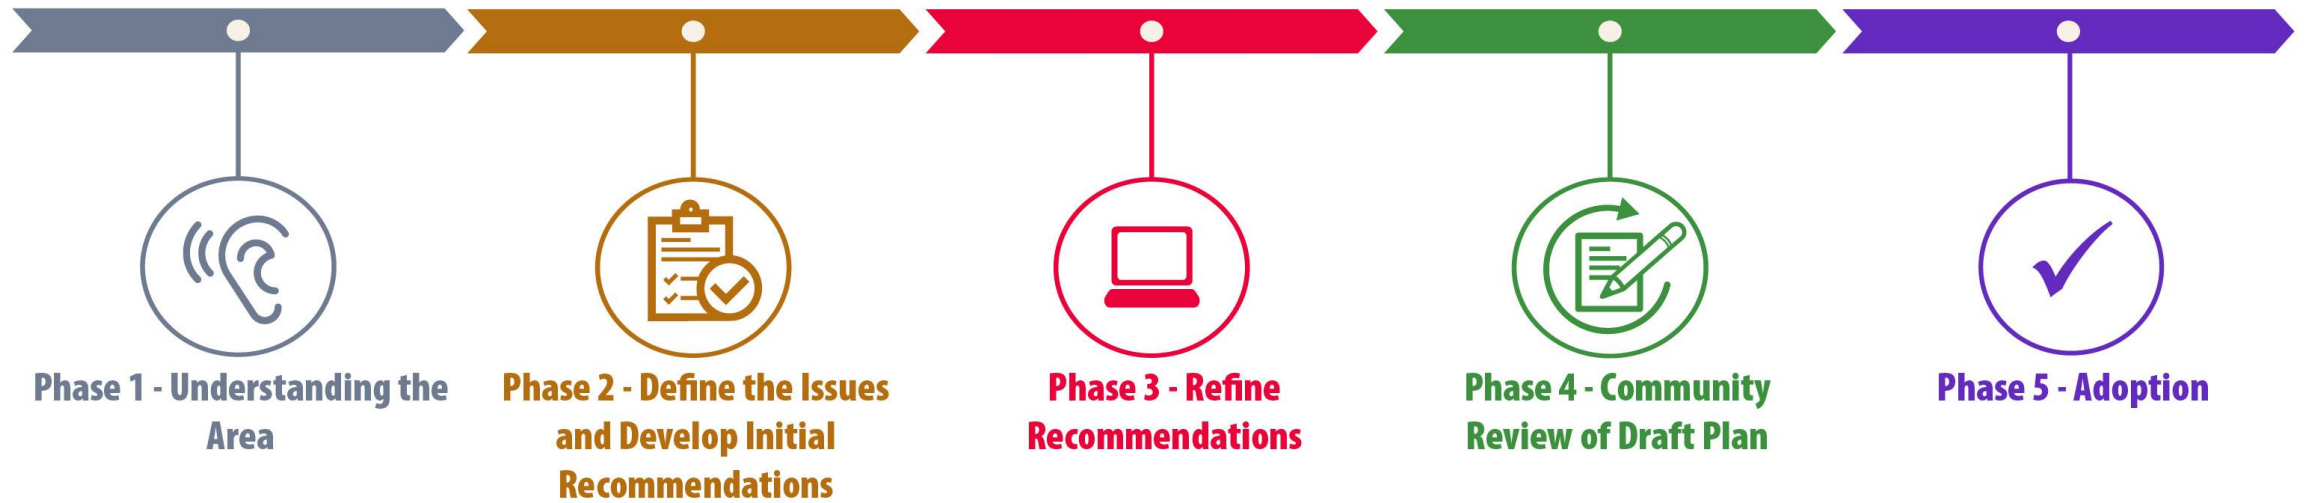 Phase 1 - Understanding the
Area
Phase 2 - Define the Issues
and Develop Initial
Recommendations
Phase 3 - Refine
Recommendations
Phase 4 - Community
Review of Draft Plan
Phase 5 - Adoption